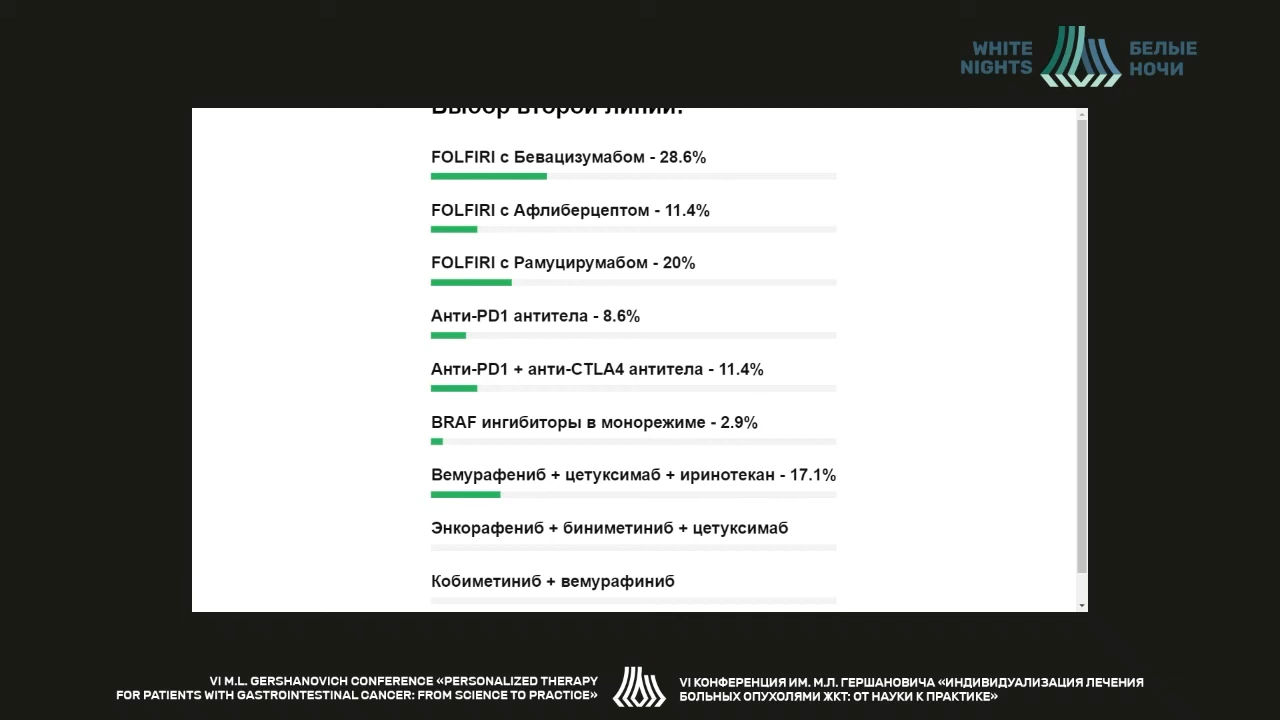 WHITE
NIGHTS
БЕЛЫЕ
НОЧИ
Выбор второй линии:
FOLFIRI с Бевацизумабом - 28.6%
FOLFIRI с Афлиберцептом - 11.4%
FOLFIRI с Рамуцирумабом - 20%
Анти-PD1 антитела - 8.6%
Анти-PD1 + анти-CTLA4 антитела - 11.4%
BRAF ингибиторы в монорежиме - 2.9%
Вемурафениб + цетуксимаб + иринотекан - 17.1%
Энкорафениб + биниметиниб + цетуксимаб
Кобиметиниб + вемурафиниб
VI M.L. GERSHANOVICH CONFERENCE «PERSONALIZED THERAPY
FOR PATIENTS WITH GASTROINTESTINAL CANCER: FROM SCIENCE TO PRACTICE»
VI КОНФЕРЕНЦИЯ ИМ. М.Л. ГЕРШАНОВИЧА «ИНДИВИДУАЛИЗАЦИЯ ЛЕЧЕНИЯ
БОЛЬНЫХ ОПУХОЛЯМИ ЖКТ: ОТ НАУКИ К ПРАКТИКЕ»